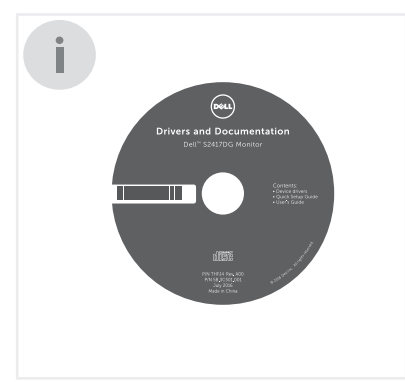 i
DELL
Drivers and Documentation
Dell™ S2417DG Monitor
Contents:
• Device drivers
• Quick Setup Guide
• User's Guide
COMPACT
July 2016
Made in China